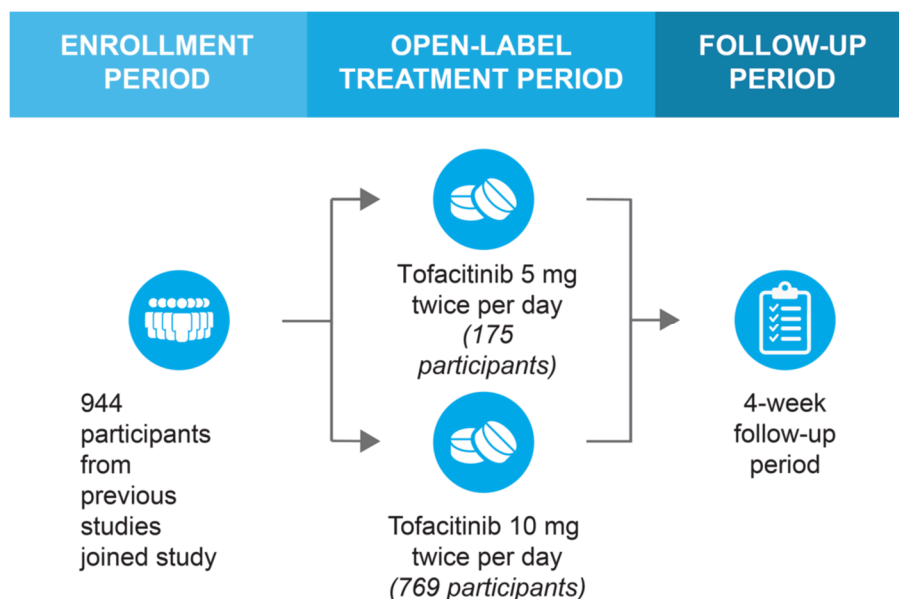 ENROLLMENT
PERIOD
OPEN-LABEL
TREATMENT PERIOD
FOLLOW-UP
PERIOD
944
participants
from
previous
studies
joined study
Tofacitinib 5 mg
twice per day
(175
participants)
Tofacitinib 10 mg
twice per day
(769 participants)
4-week
follow-up
period